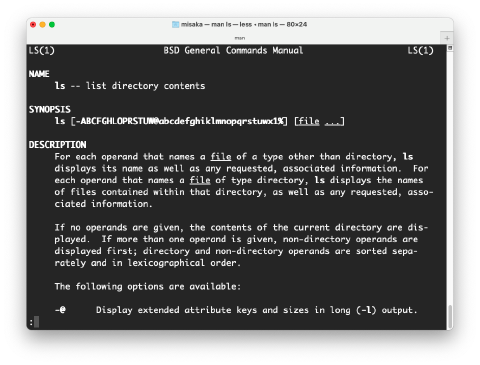 misaka — man ls — less ◂ man ls — 80×24
man
+
LS(1) BSD General Commands Manual LS(1)
NAME
ls -- list directory contents
SYNOPSIS
ls [-ABCFGHLOPRSTUW@abcdefghiklmnopqrstuwx1%] [file ...]
DESCRIPTION
For each operand that names a file of a type other than directory, ls
displays its name as well as any requested, associated information. For
each operand that names a file of type directory, ls displays the names
of files contained within that directory, as well as any requested, asso-
ciated information.
If no operands are given, the contents of the current directory are dis-
played. If more than one operand is given, non-directory operands are
displayed first; directory and non-directory operands are sorted sepa-
rately and in lexicographical order.
The following options are available:
-@ Display extended attribute keys and sizes in long (-l) output.
: